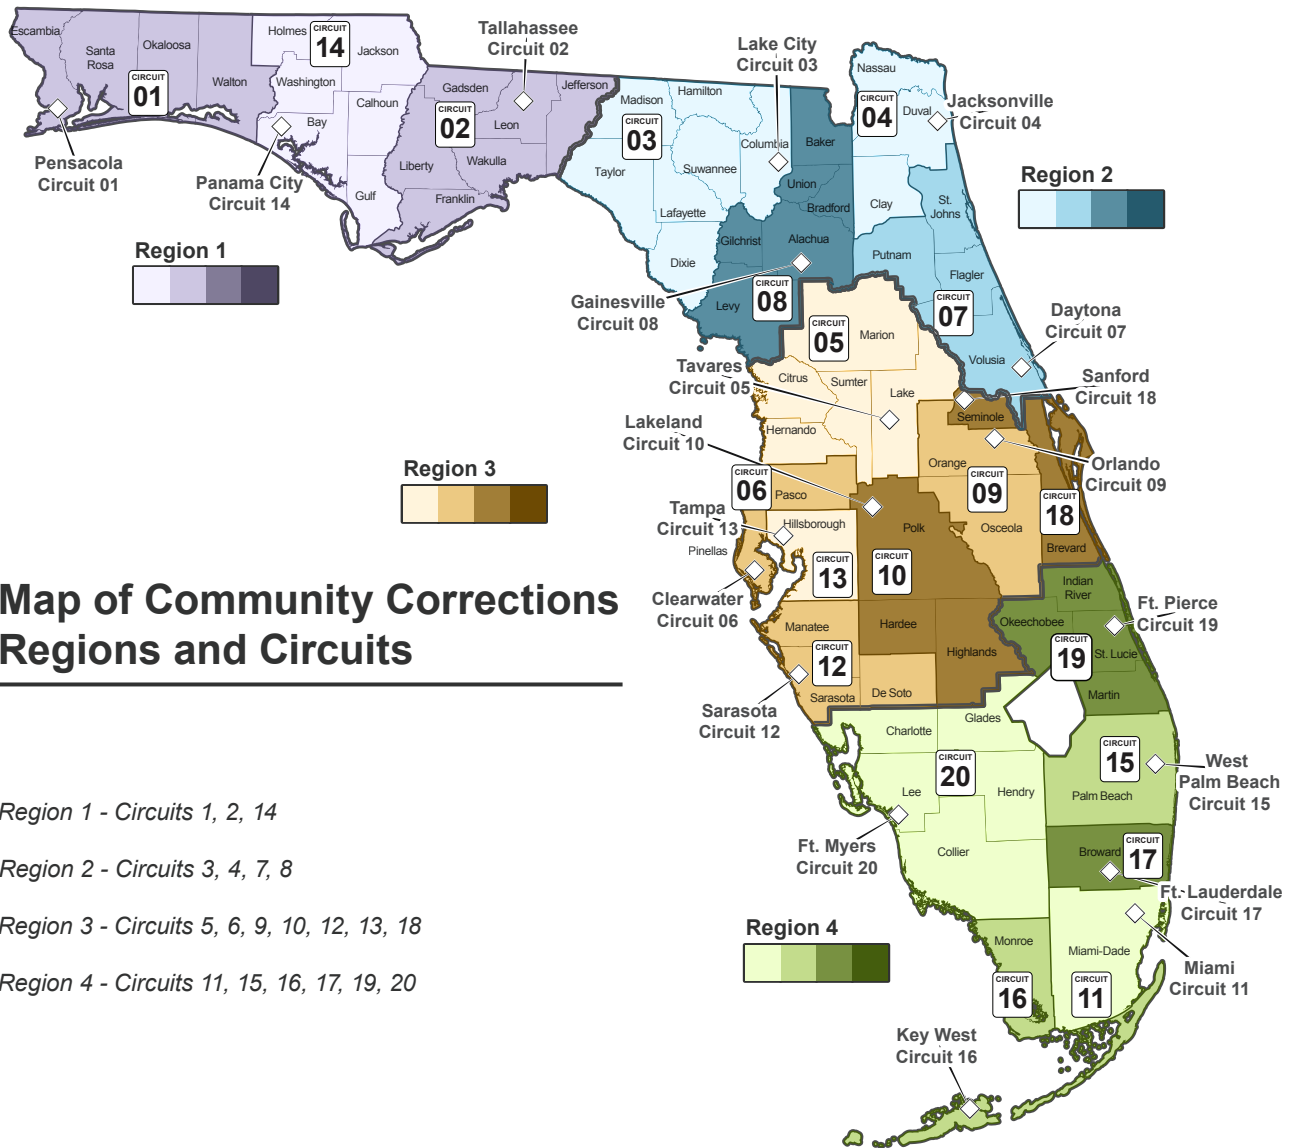 Escambia
Santa
Rosa
Okaloosa
Walton
CIRCUIT
01
Holmes
CIRCUIT
14
Jackson
Washington
Calhoun
Bay
Gulf
Tallahassee
Circuit 02
Gadsden
Jefferson
CIRCUIT
02
Leon
Liberty
Wakulla
Franklin
Pensacola
Circuit 01
Panama City
Circuit 14
Region 1
Lake City
Circuit 03
Madison
Hamilton
CIRCUIT
03
Columbia
Taylor
Suwannee
Lafayette
Dixie
Baker
Union
Bradford
Gilchrist
Alachua
Levy
CIRCUIT
08
Gainesville
Circuit 08
Nassau
CIRCUIT
04
Duval
Jacksonville
Circuit 04
Clay
St.
Johns
Putnam
Flagler
CIRCUIT
07
Volusia
Daytona
Circuit 07
Region 2
CIRCUIT
05
Marion
Tavares
Circuit 05
Citrus
Sumter
Lake
Hernando
Sanford
Circuit 18
Seminole
Lakeland
Circuit 10
Orange
Orlando
Circuit 09
CIRCUIT
09
Osceola
CIRCUIT
18
Brevard
CIRCUIT
06
Pasco
Tampa
Circuit 13
Hillsborough
Pinellas
CIRCUIT
13
Polk
CIRCUIT
10
Clearwater
Circuit 06
Manatee
Hardee
Highlands
CIRCUIT
12
Sarasota
De Soto
Sarasota
Circuit 12
Region 3
Map of Community Corrections
Regions and Circuits
Indian
River
Okeechobee
Ft. Pierce
Circuit 19
CIRCUIT
19
St. Lucie
Martin
Charlotte
Glades
CIRCUIT
20
Lee
Hendry
Collier
Ft. Myers
Circuit 20
CIRCUIT
15
Palm Beach
West
Palm Beach
Circuit 15
Broward
CIRCUIT
17
Ft. Lauderdale
Circuit 17
Monroe
CIRCUIT
16
Miami-Dade
CIRCUIT
11
Miami
Circuit 11
Key West
Circuit 16
Region 4
Region 1 - Circuits 1, 2, 14
Region 2 - Circuits 3, 4, 7, 8
Region 3 - Circuits 5, 6, 9, 10, 12, 13, 18
Region 4 - Circuits 11, 15, 16, 17, 19, 20